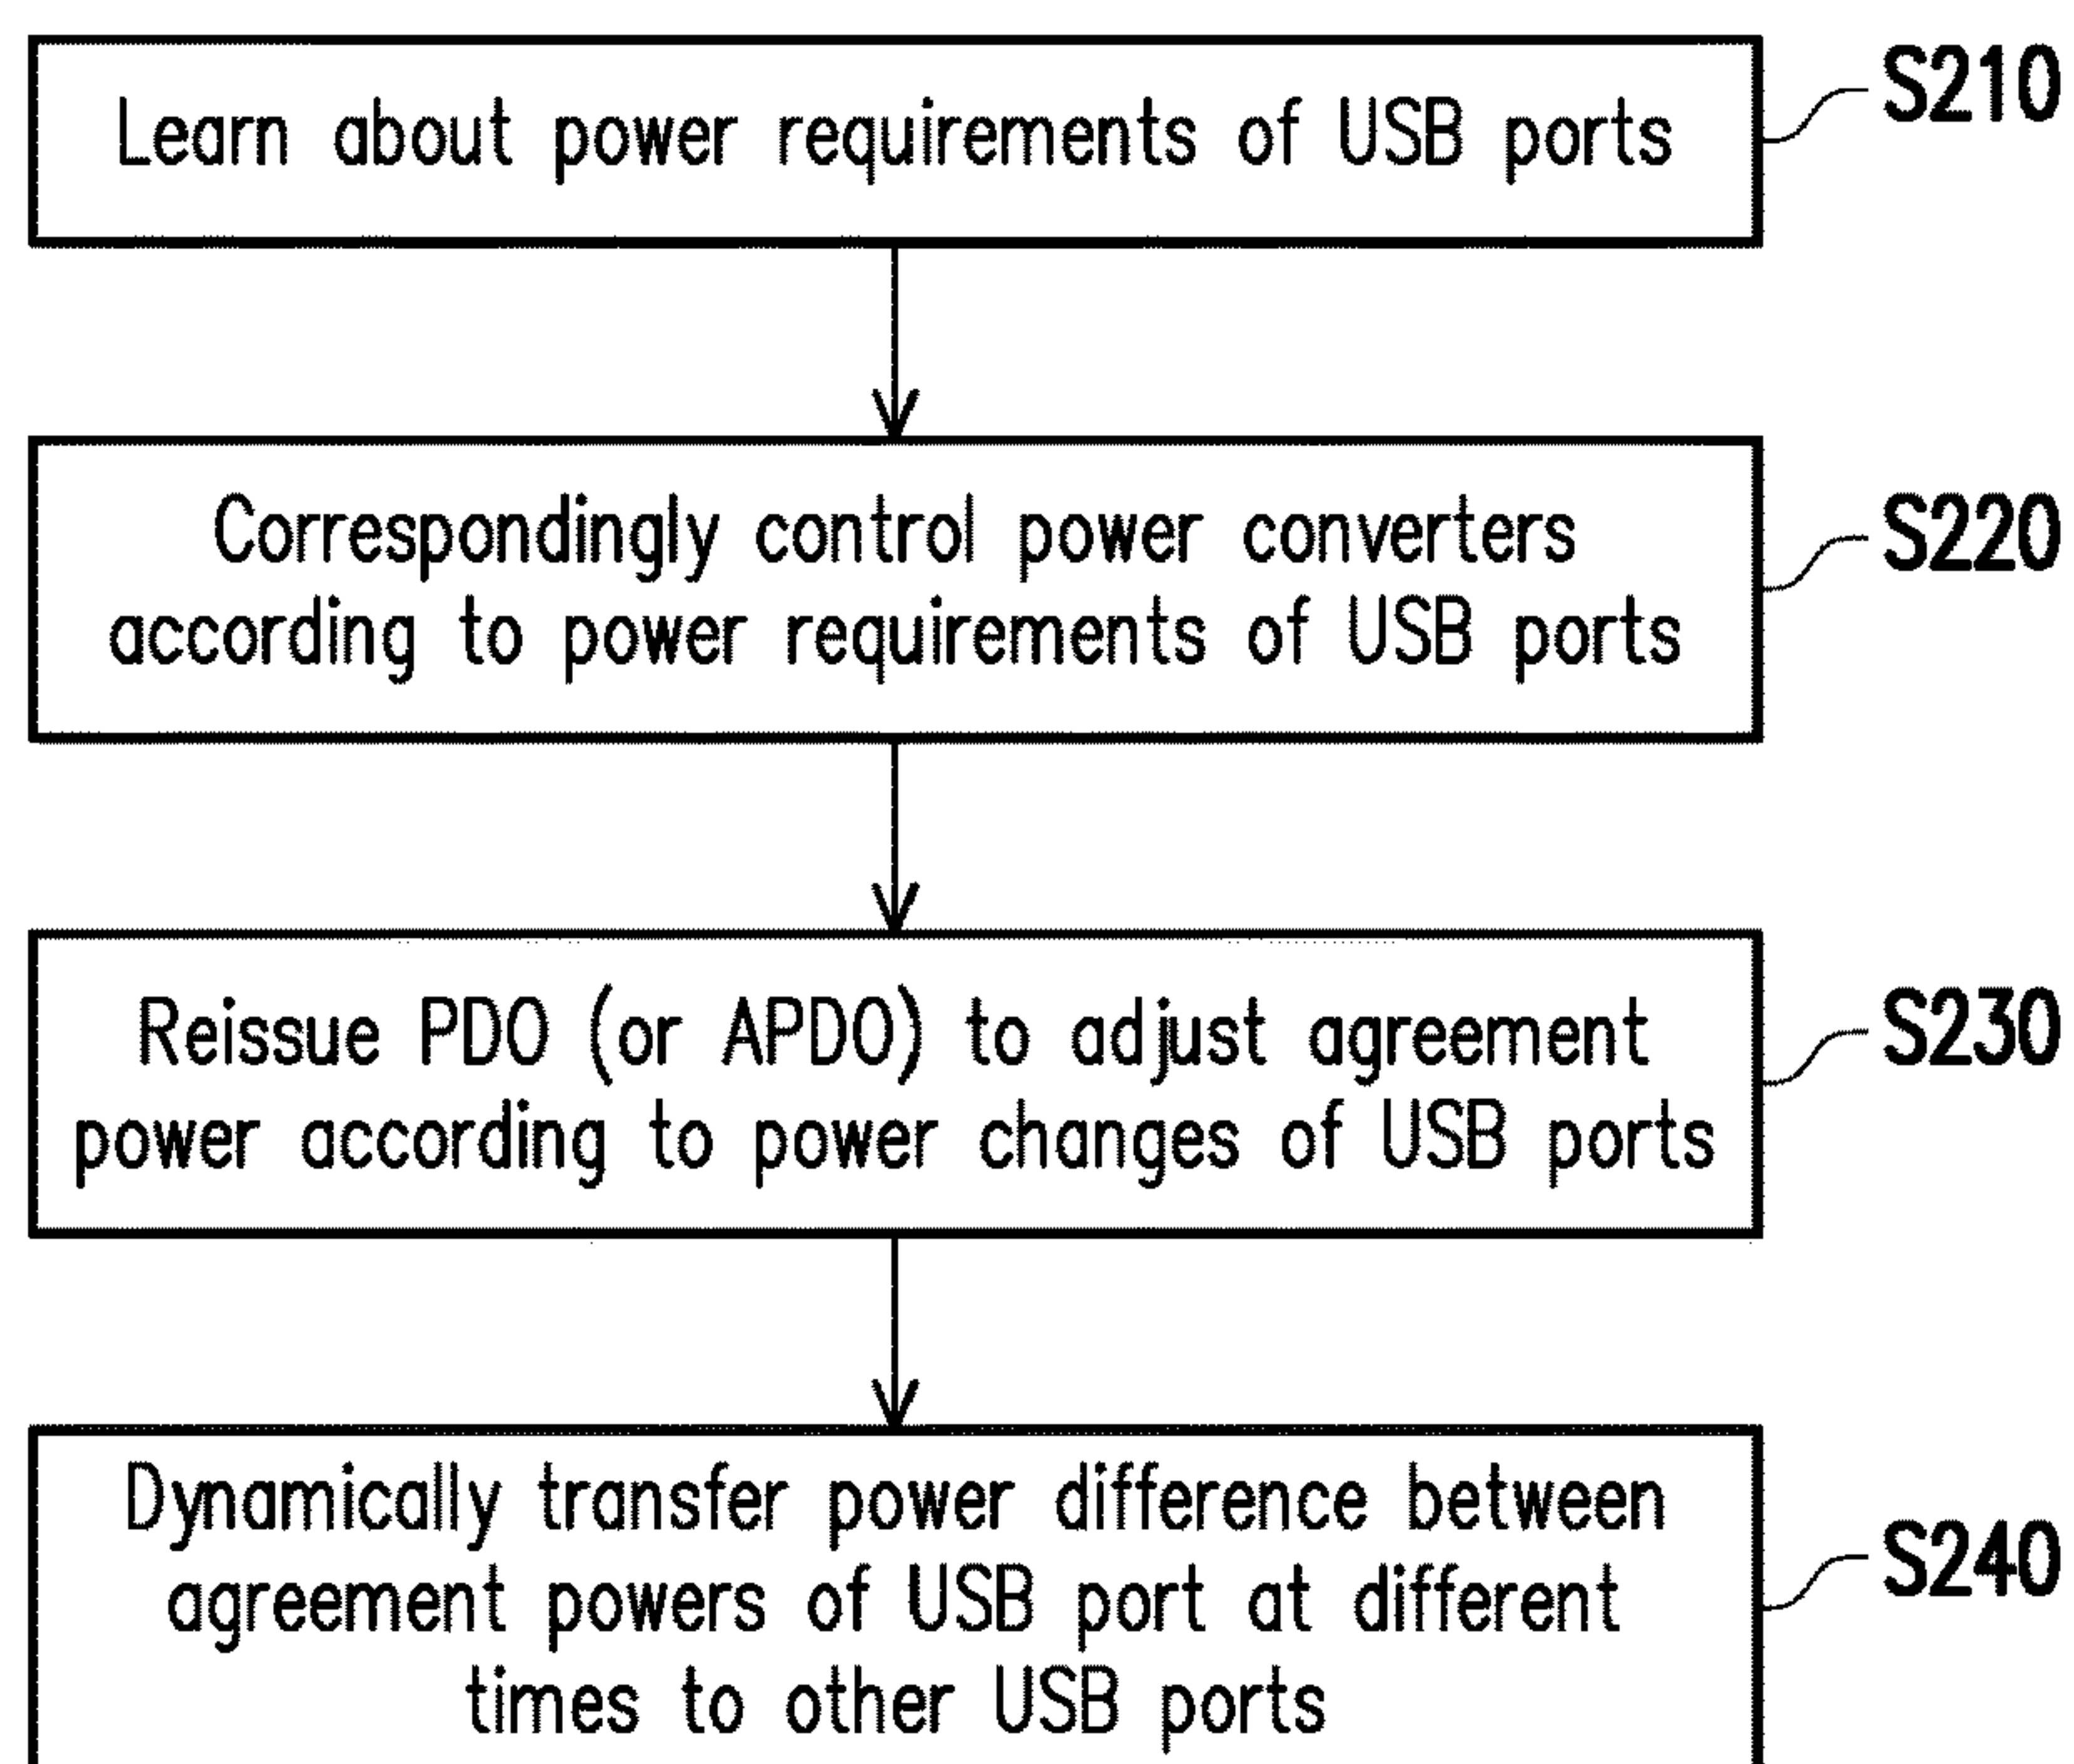 Learn about power requirements of USB ports
S210
Correspondingly control power converters
according to power requirements of USB ports
S220
Reissue PDO (or APDO) to adjust agreement
power according to power changes of USB ports
S230
Dynamically transfer power difference between
agreement powers of USB port at different
times to other USB ports
S240